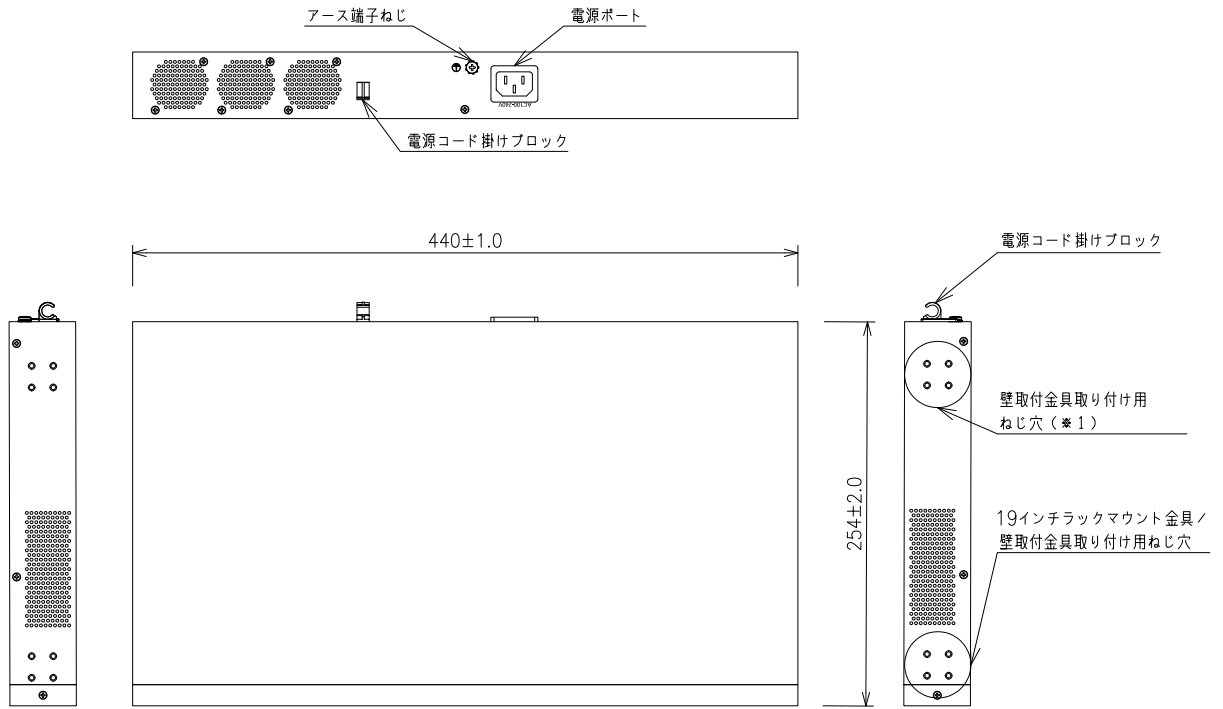 アース端子ねじ
電源ポート
AC100-240V
電源コード掛けブロック
440±1.0
電源コード掛けブロック
壁取付金具取り付け用
ねじ穴(※1)
254±2.0
19インチラックマウント金具/
壁取付金具取り付け用ねじ穴